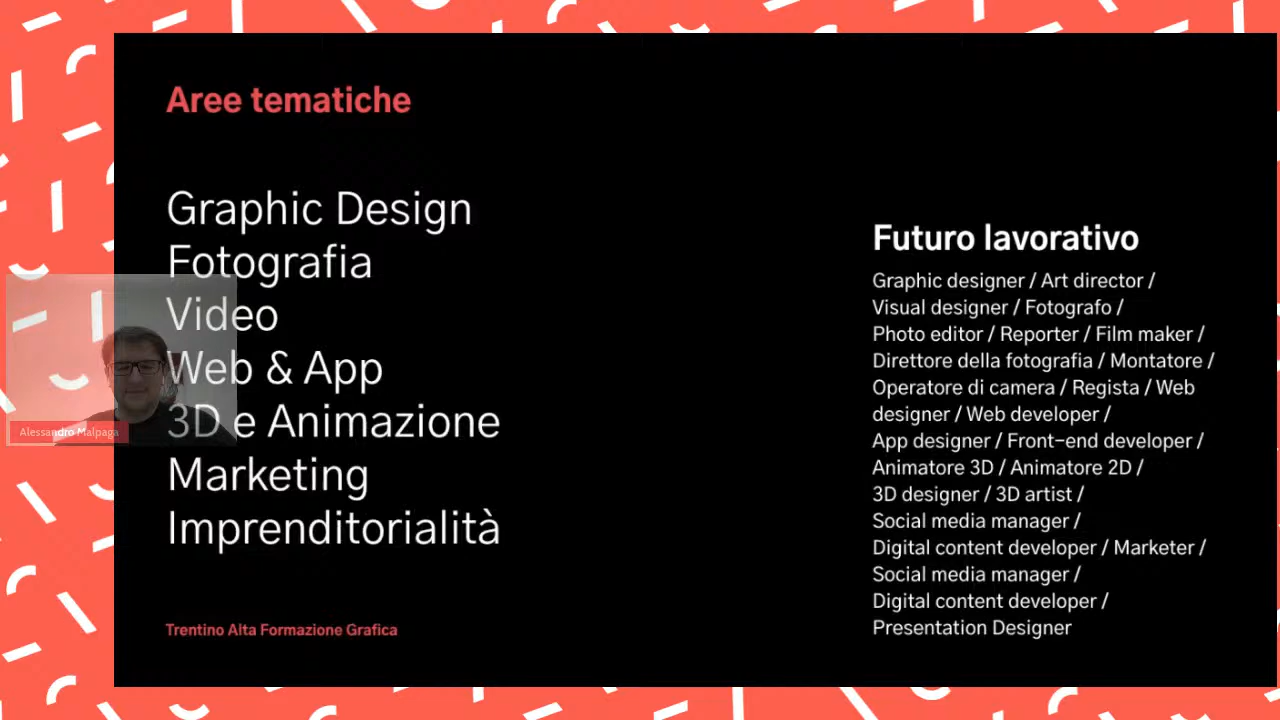 Aree tematiche
Graphic Design
Fotografia
Video
Web & App
3D e Animazione
Marketing
Imprenditorialità
Trentino Alta Formazione Grafica
Alessandro Malpaga
Futuro lavorativo
Graphic designer / Art director /
Visual designer / Fotografo /
Photo editor / Reporter / Film maker /
Direttore della fotografia / Montatore /
Operatore di camera / Regista / Web
designer / Web developer /
App designer / Front-end developer /
Animatore 3D / Animatore 2D /
3D designer / 3D artist /
Social media manager /
Digital content developer / Marketer /
Social media manager /
Digital content developer /
Presentation Designer